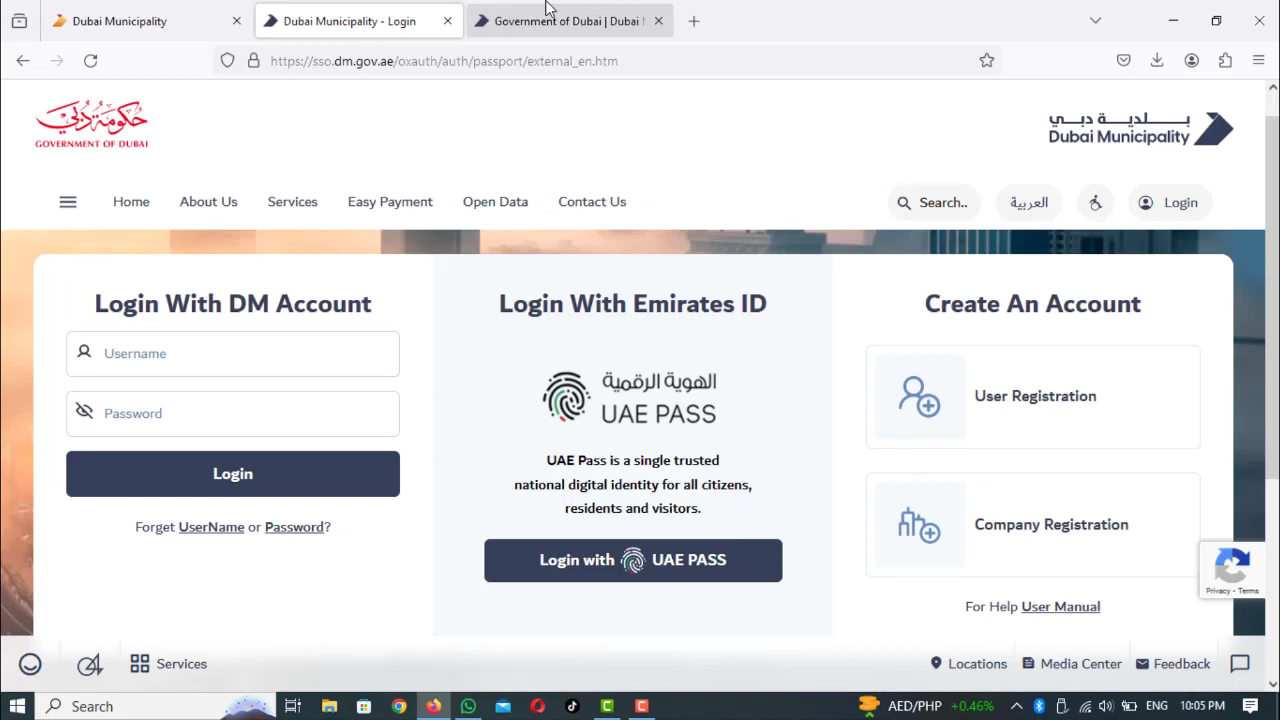 Dubai Municipality
Dubai Municipality - Login
Government of Dubai | Dubai
https://sso.dm.gov.ae/oxauth/auth/passport/external_en.htm
حكومة دبي
GOVERNMENT OF DUBAI
بلدية دبي
Dubai Municipality
Home
About Us
Services
Easy Payment
Open Data
Contact Us
Search..
العربية
Login
Login With DM Account
Username
Password
Login
Forget UserName or Password?
Login With Emirates ID
الهوية الرقمية
UAE PASS
UAE Pass is a single trusted
national digital identity for all citizens,
residents and visitors.
Login with UAE PASS
Create An Account
User Registration
Company Registration
For Help User Manual
Privacy - Terms
04
Services
Locations
Media Center
Feedback
Search
AED/PHP +0.46%
ENG
10:05 PM